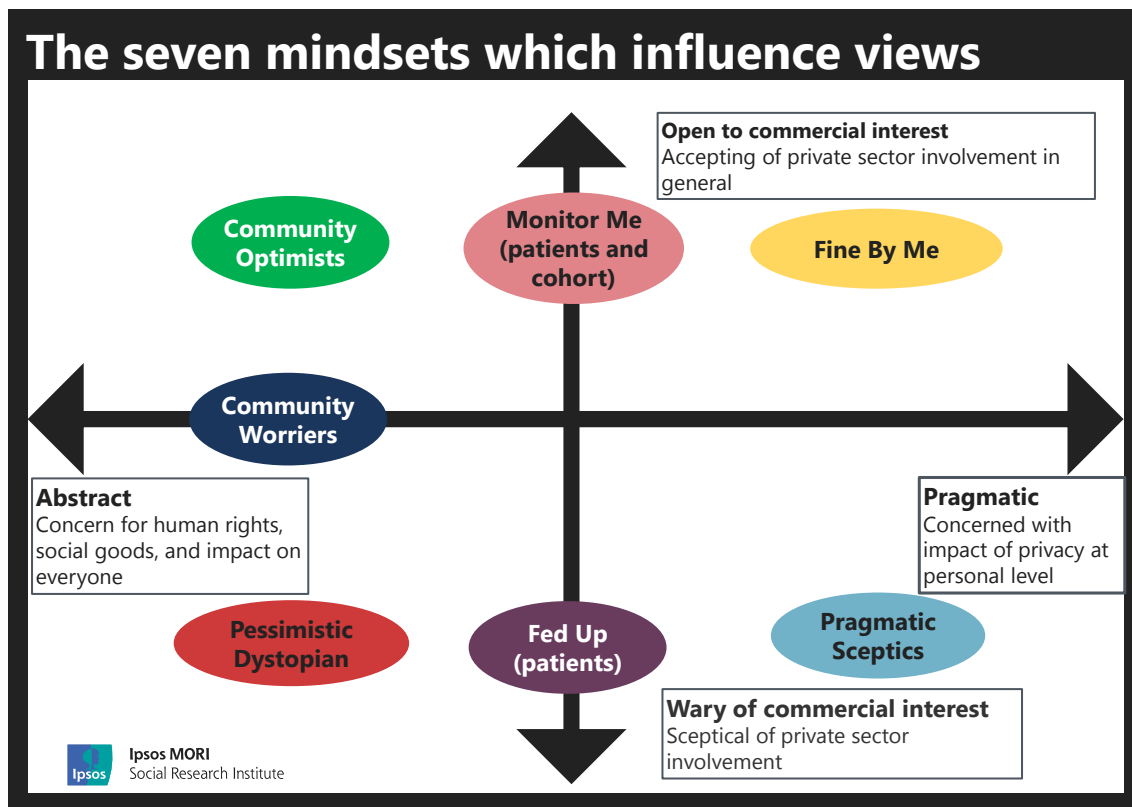 The seven mindsets which influence views
Open to commercial interest
Accepting of private sector involvement in
general
Community
Optimists
Monitor Me
(patients and
cohort)
Fine By Me
Community
Worriers
Abstract
Concern for human rights,
social goods, and impact on
everyone
Pragmatic
Concerned with
impact of privacy at
personal level
Pessimistic
Dystopian
Fed Up
(patients)
Pragmatic
Sceptics
Wary of commercial interest
Sceptical of private sector
involvement
Ipsos
Ipsos MORI
Social Research Institute